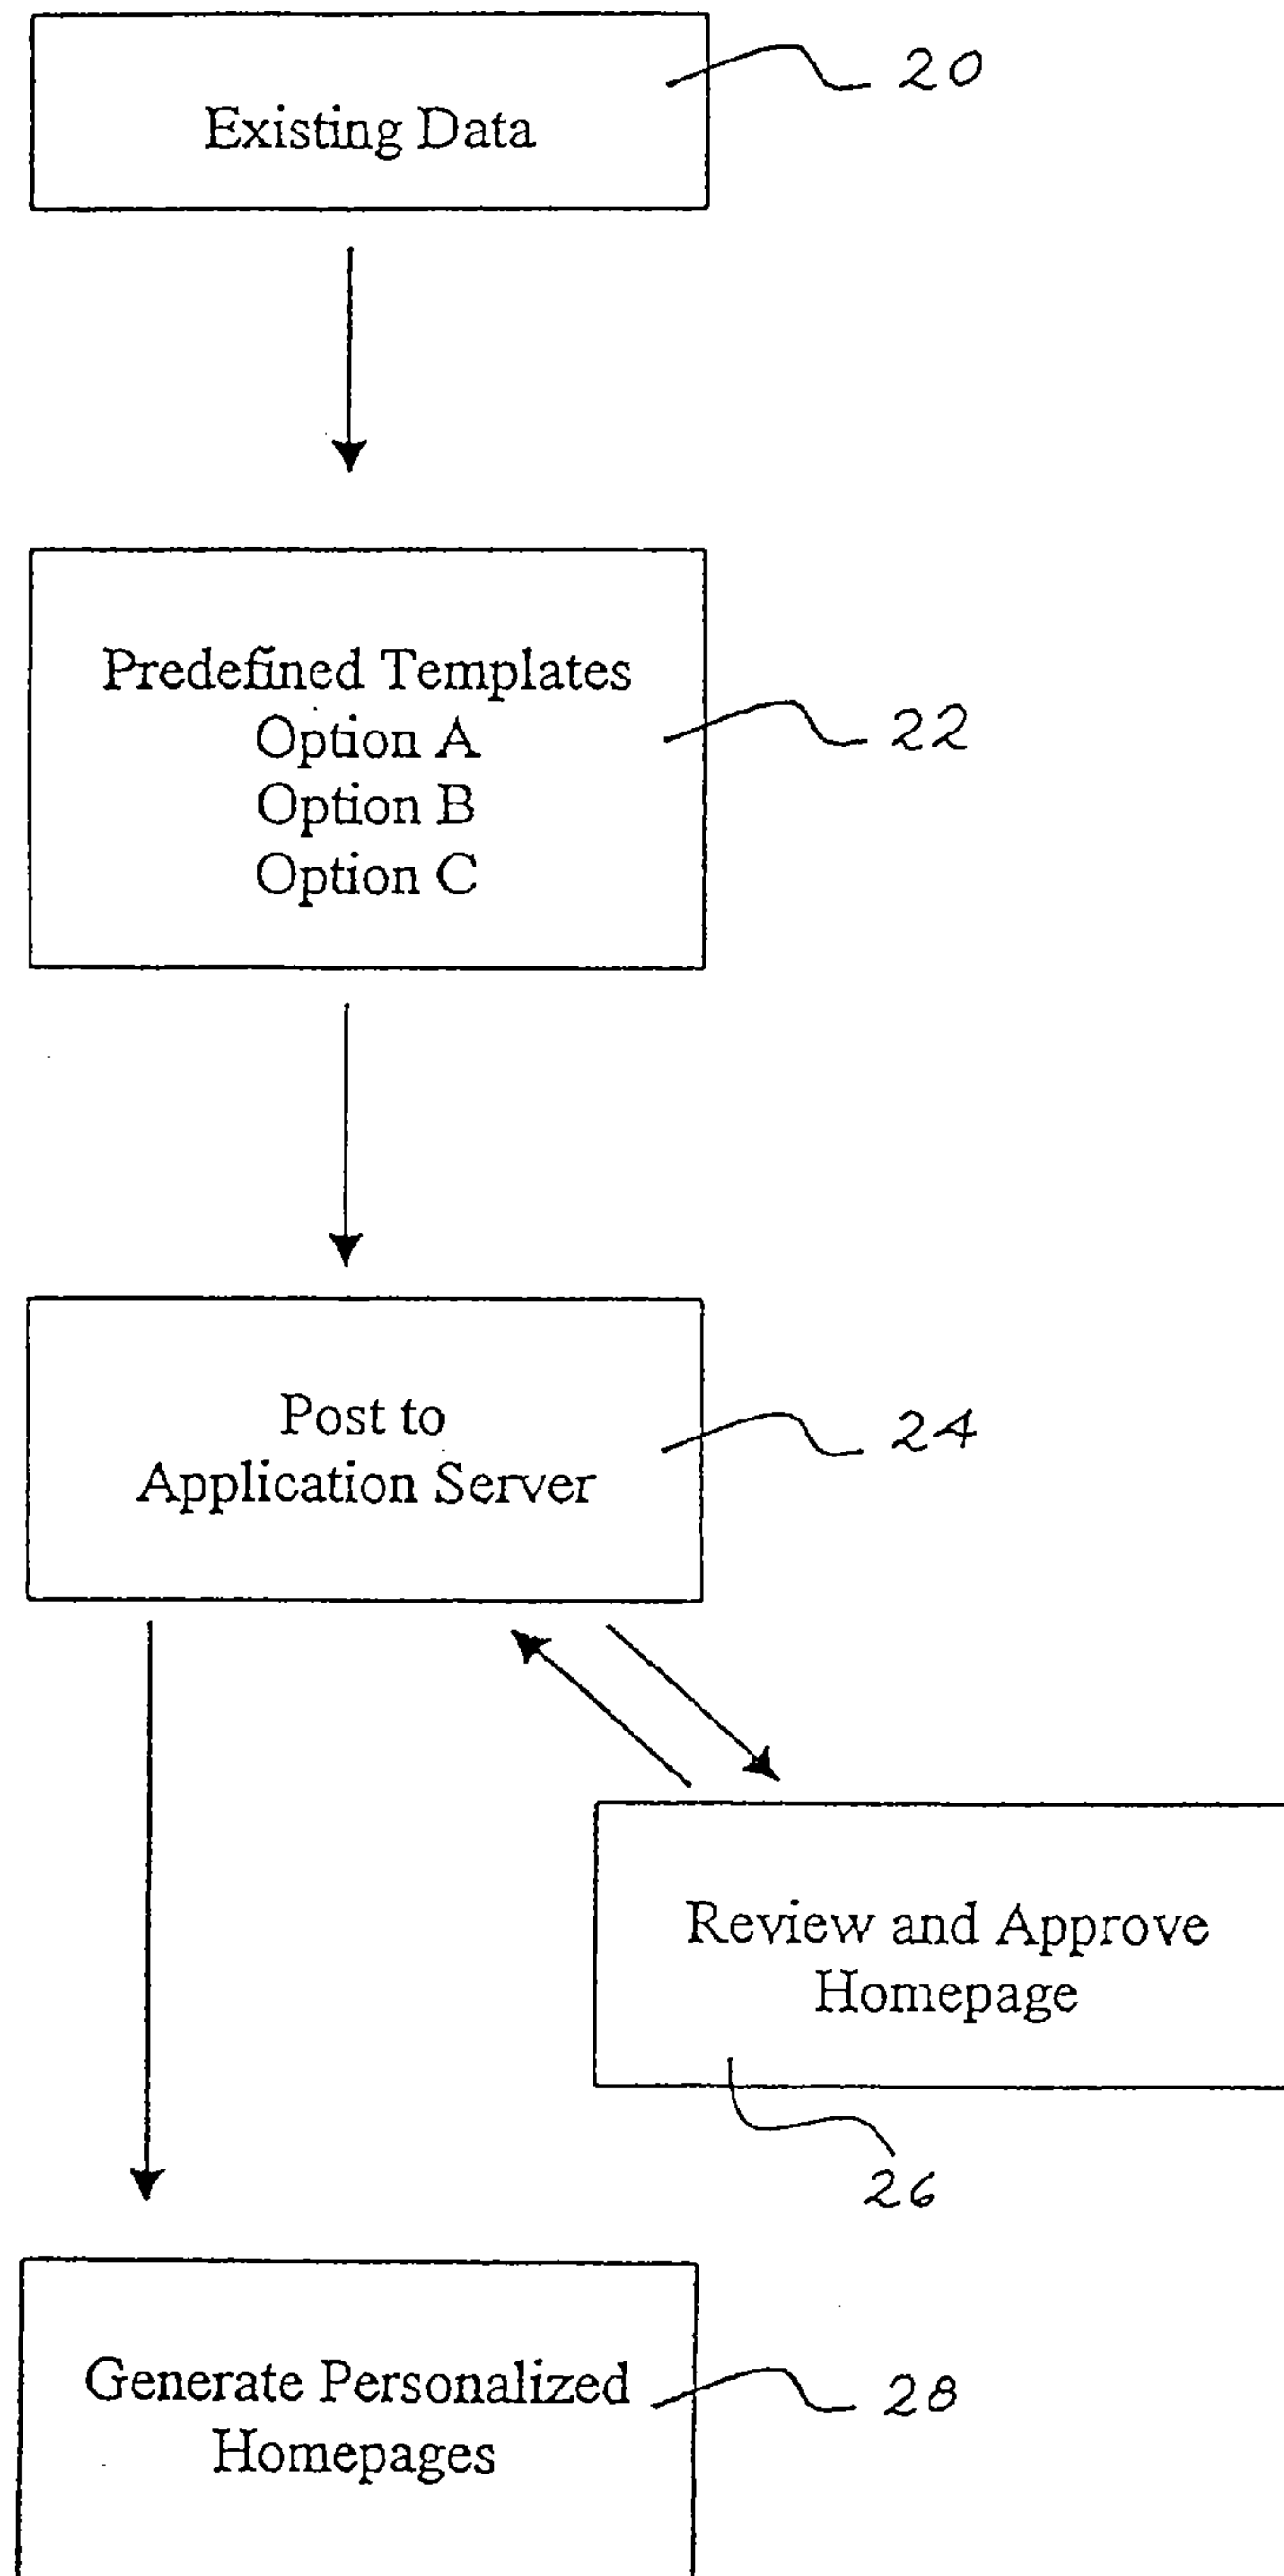 Existing Data
20
Predefined Templates
Option A
Option B
Option C
22
Post to
Application Server
24
Review and Approve
Homepage
26
Generate Personalized
Homepages
28